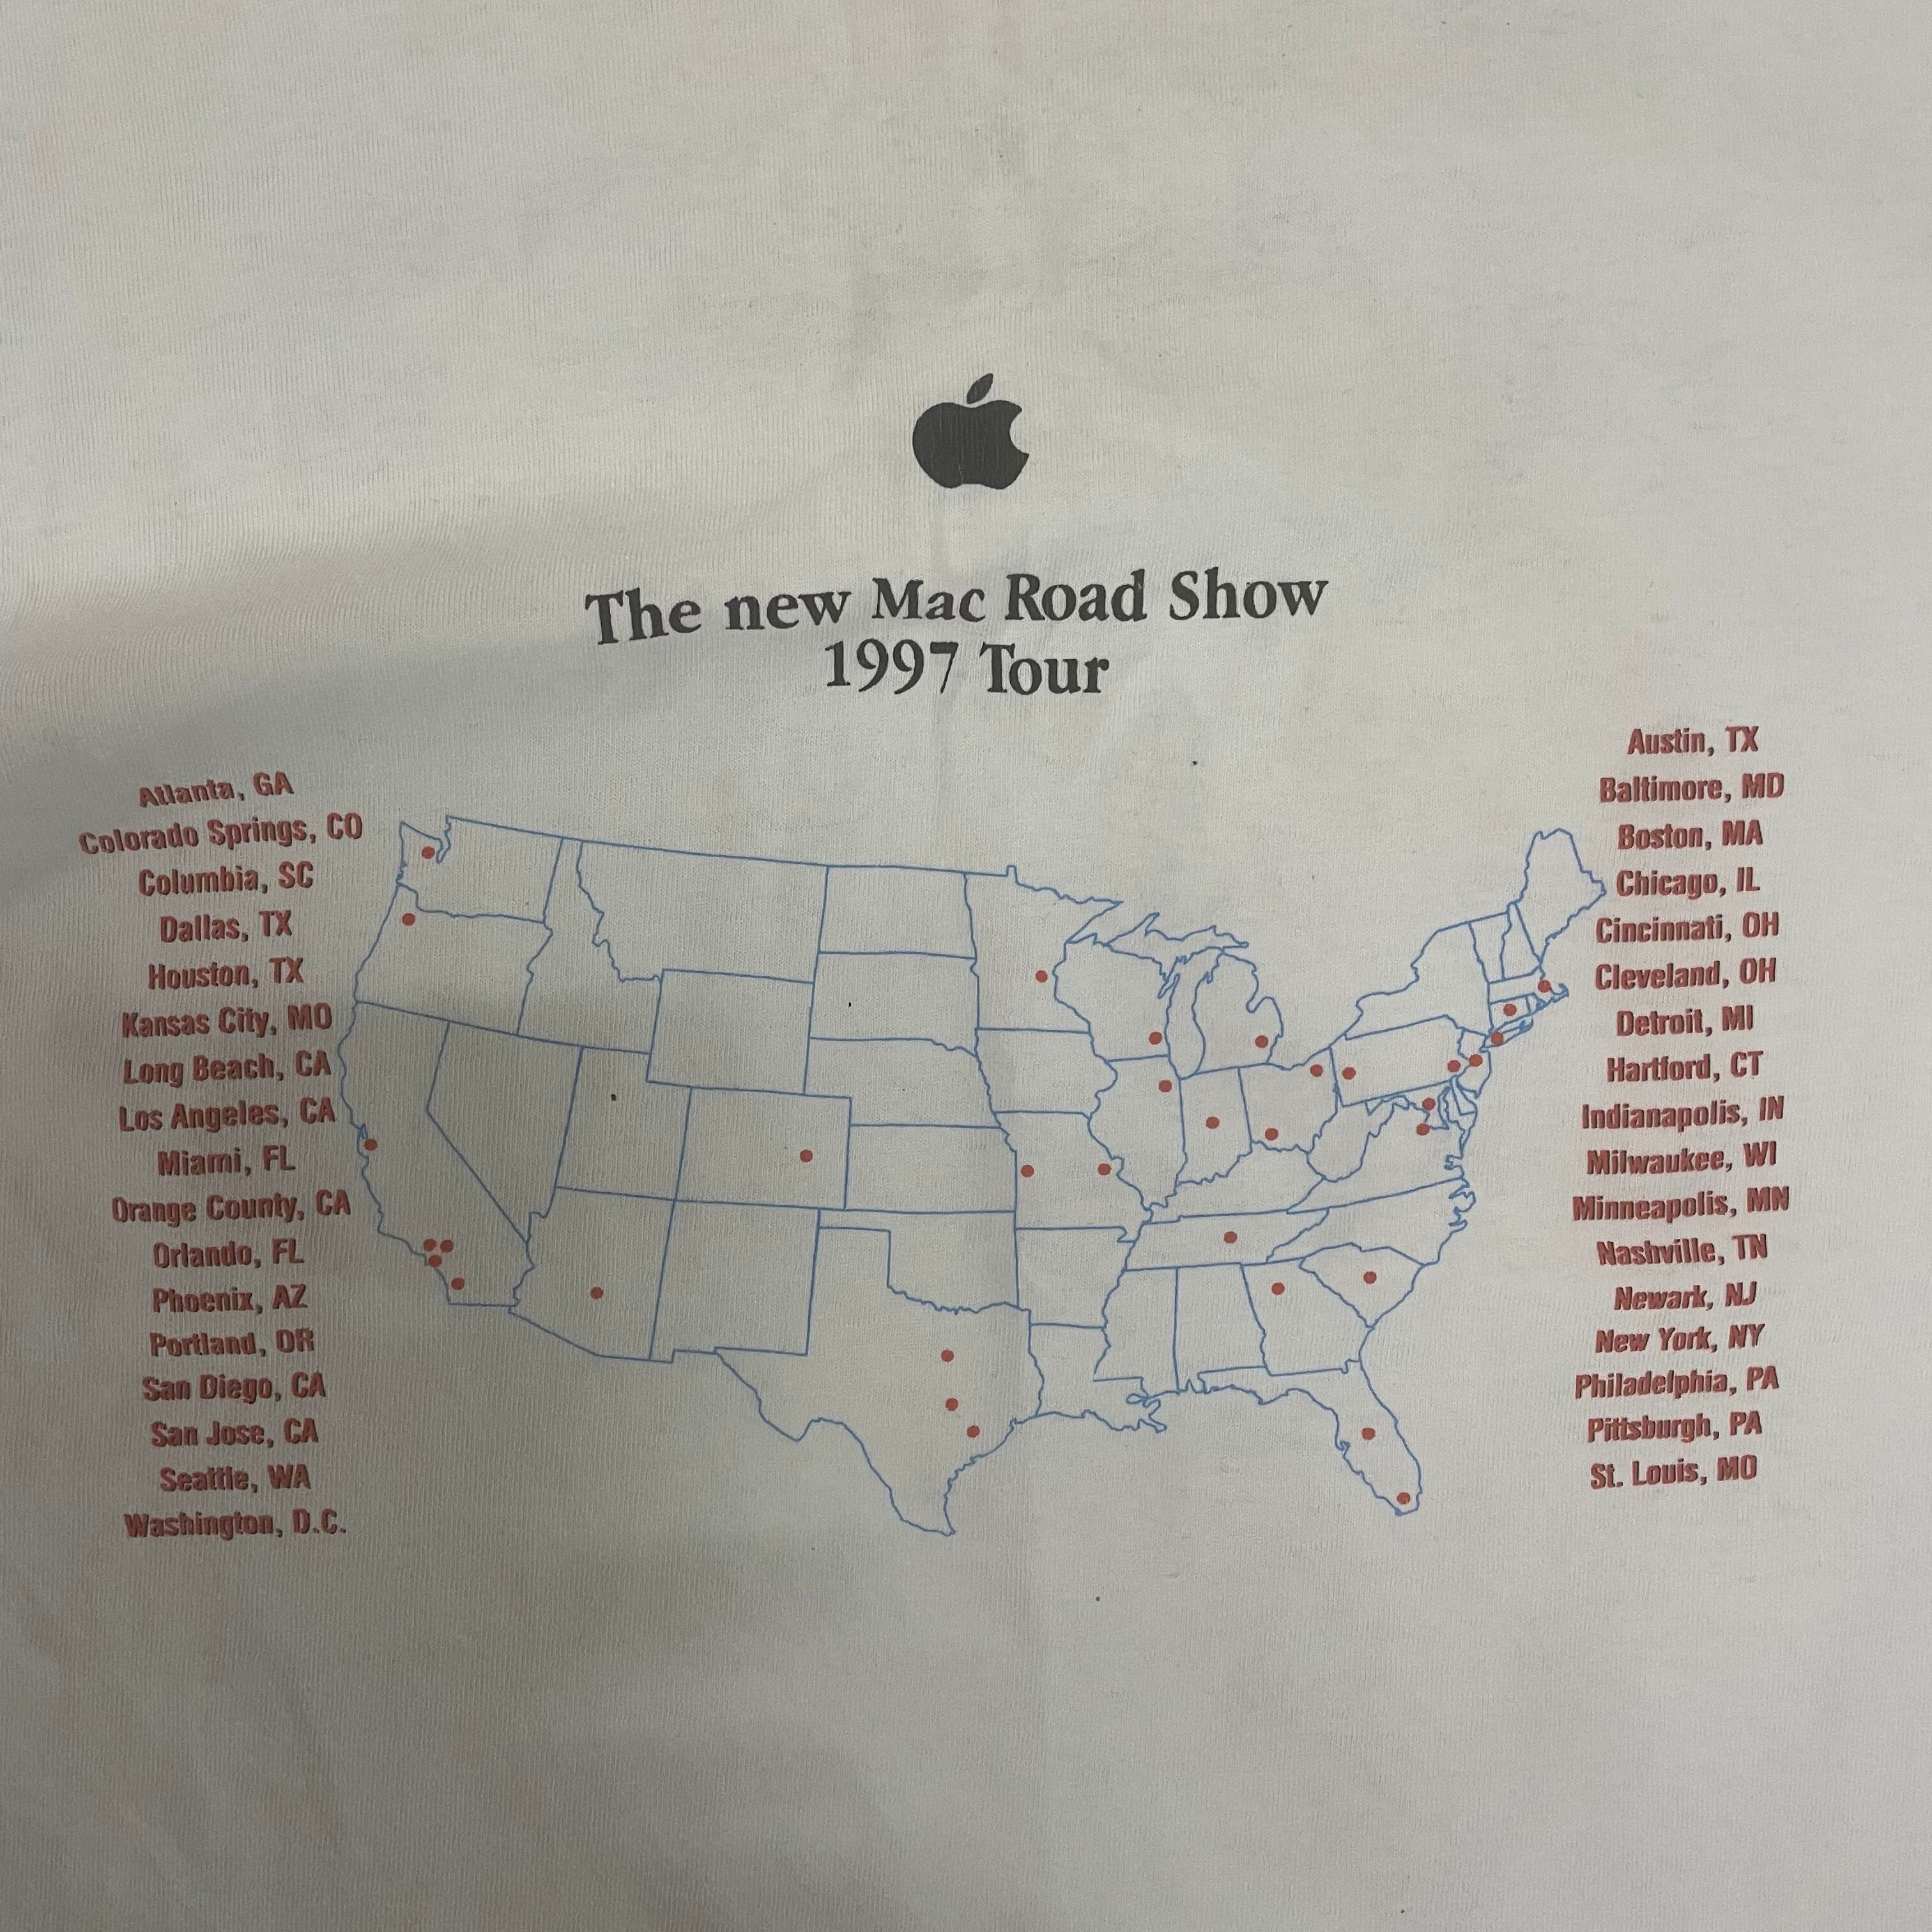 The new Mac Road Show
1997 Tour
Atlanta, GA
Colorado Springs, CO
Columbia, SC
Dallas, TX
Houston, TX
Kansas City, MO
Long Beach, CA
Los Angeles, CA
Miami, FL
Orange County, CA
Orlando, FL
Phoenix, AZ
Portland, OR
San Diego, CA
San Jose, CA
Seattle, WA
Washington, D.C.
Austin, TX
Baltimore, MD
Boston, MA
Chicago, IL
Cincinnati, OH
Cleveland, OH
Detroit, MI
Hartford, CT
Indianapolis, IN
Milwaukee, WI
Minneapolis, MN
Nashville, TN
Newark, NJ
New York, NY
Philadelphia, PA
Pittsburgh, PA
St. Louis, MO